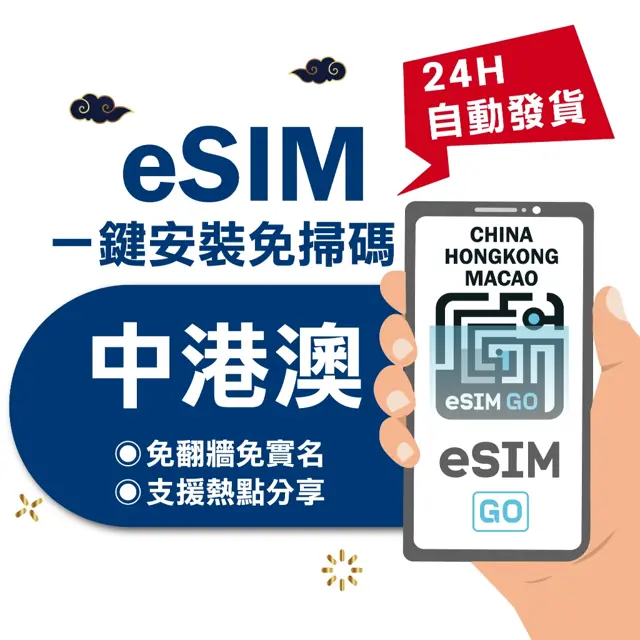 24H
自動發貨
eSIM
一鍵安裝免掃碼
中港澳
免翻牆免實名
支援熱點分享
CHINA
HONGKONG
MACAO
eSIM GO
eSIM
GO